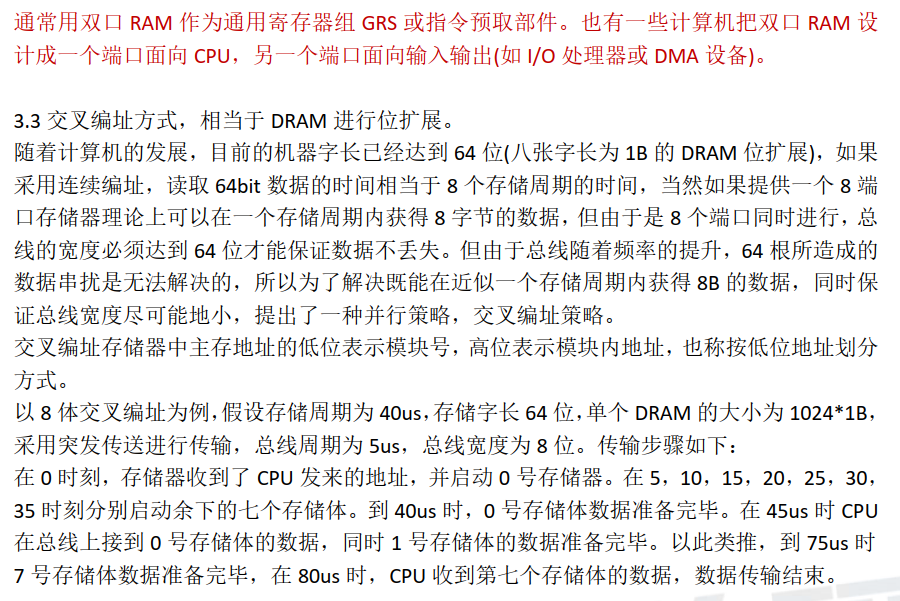 通常用双口 RAM 作为通用寄存器组 GRS 或指令预取部件。也有一些计算机把双口 RAM 设
计成一个端口面向 CPU，另一个端口面向输入输出(如 I/O 处理器或 DMA 设备)。
3.3 交叉编址方式，相当于 DRAM 进行位扩展。
随着计算机的发展，目前的机器字长已经达到 64 位(八张字长为 1B 的 DRAM 位扩展)，如果
采用连续编址，读取 64bit 数据的时间相当于 8 个存储周期的时间，当然如果提供一个 8 端
口存储器理论上可以在一个存储周期内获得 8 字节的数据，但由于是 8 个端口同时进行，总
线的宽度必须达到 64 位才能保证数据不丢失。但由于总线随着频率的提升，64 根所造成的
数据串扰是无法解决的，所以为了解决既能在近似一个存储周期内获得 8B 的数据，同时保
证总线宽度尽可能地小，提出了一种并行策略，交叉编址策略。
交叉编址存储器中主存地址的低位表示模块号，高位表示模块内地址，也称按低位地址划分
方式。
以 8 体交叉编址为例，假设存储周期为 40us，存储字长 64 位，单个 DRAM 的大小为 1024*1B，
采用突发传送进行传输，总线周期为 5us，总线宽度为 8 位。传输步骤如下：
在 0 时刻，存储器收到了 CPU 发来的地址，并启动 0 号存储器。在 5，10，15，20，25，30，
35 时刻分别启动余下的七个存储体。到 40us 时，0 号存储体数据准备完毕。在 45us 时 CPU
在总线上接到 0 号存储体的数据，同时 1 号存储体的数据准备完毕。以此类推，到 75us 时
7 号存储体数据准备完毕，在 80us 时，CPU 收到第七个存储体的数据，数据传输结束。